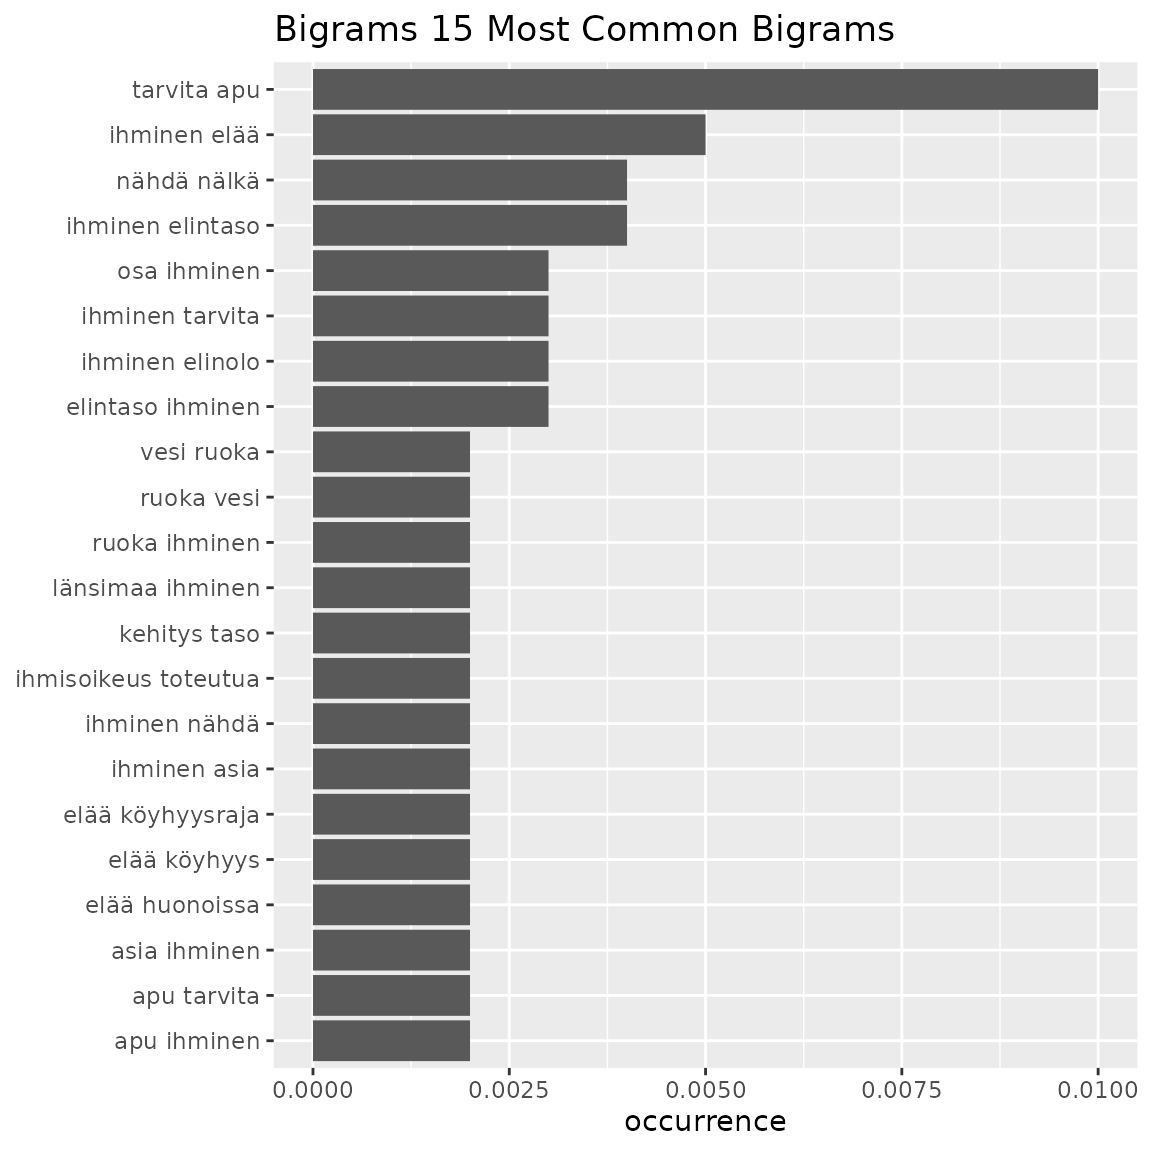 Bigrams 15 Most Common Bigrams
tarvita apu
ihminen elää
nähdä nälkä
ihminen elintaso
osa ihminen
ihminen tarvita
ihminen elinolo
elintaso ihminen
vesi ruoka
ruoka vesi
ruoka ihminen
länsimaa ihminen
kehitys taso
ihmisoikeus toteutua
ihminen nähdä
ihminen asia
elää köyhyysraja
elää köyhyys
elää huonoissa
asia ihminen
apu tarvita
apu ihminen
0.0000 0.0025 0.0050 0.0075 0.0100
occurrence